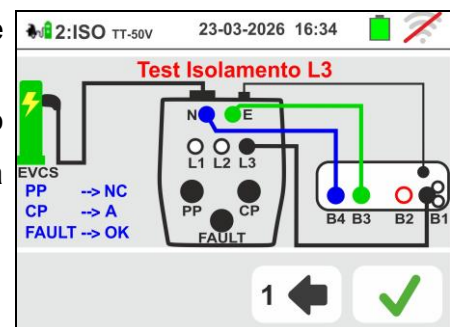 e
o
a
2:ISO TT-50V 23-03-2026 16:34
Test Isolamento L3
N E
L1 L2 L3
EVCS
PP --> NC
CP --> A
FAULT --> OK
PP CP
FAULT
B4 B3 B2 B1
1